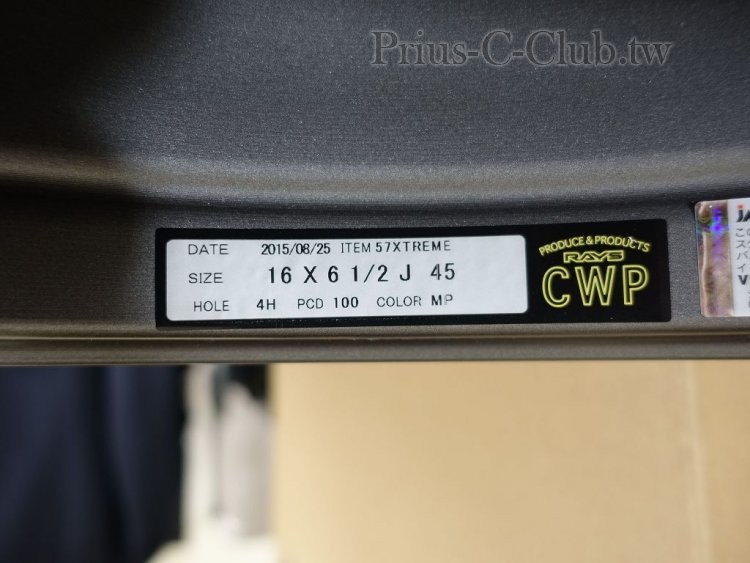 Prius-C-Club.tw
DATE 2015/08/25 ITEM 57XTREME
SIZE 16 X 6 1/2 J 45
HOLE 4H PCD 100 COLOR MP
PRODUCE & PRODUCTS
RAYS
CWP